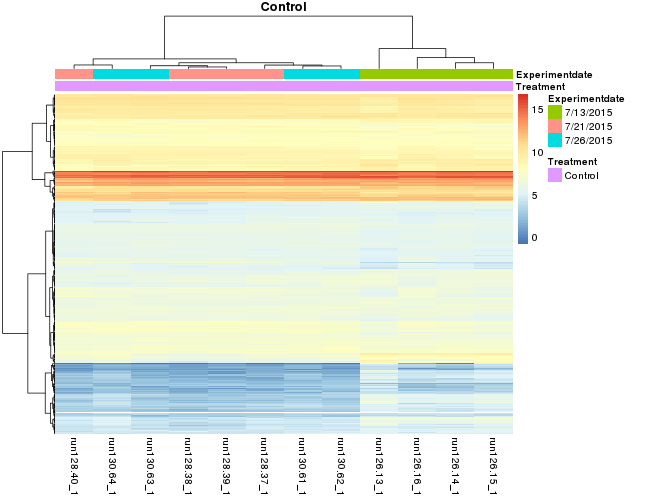 Control
Experimentdate
Treatment
15
10
5
0
Experimentdate
7/13/2015
7/21/2015
7/26/2015
Treatment
Control
run128.40_1
run130.64_1
run130.63_1
run128.38_1
run128.39_1
run128.37_1
run130.61_1
run130.62_1
run126.13_1
run126.16_1
run126.14_1
run126.15_1